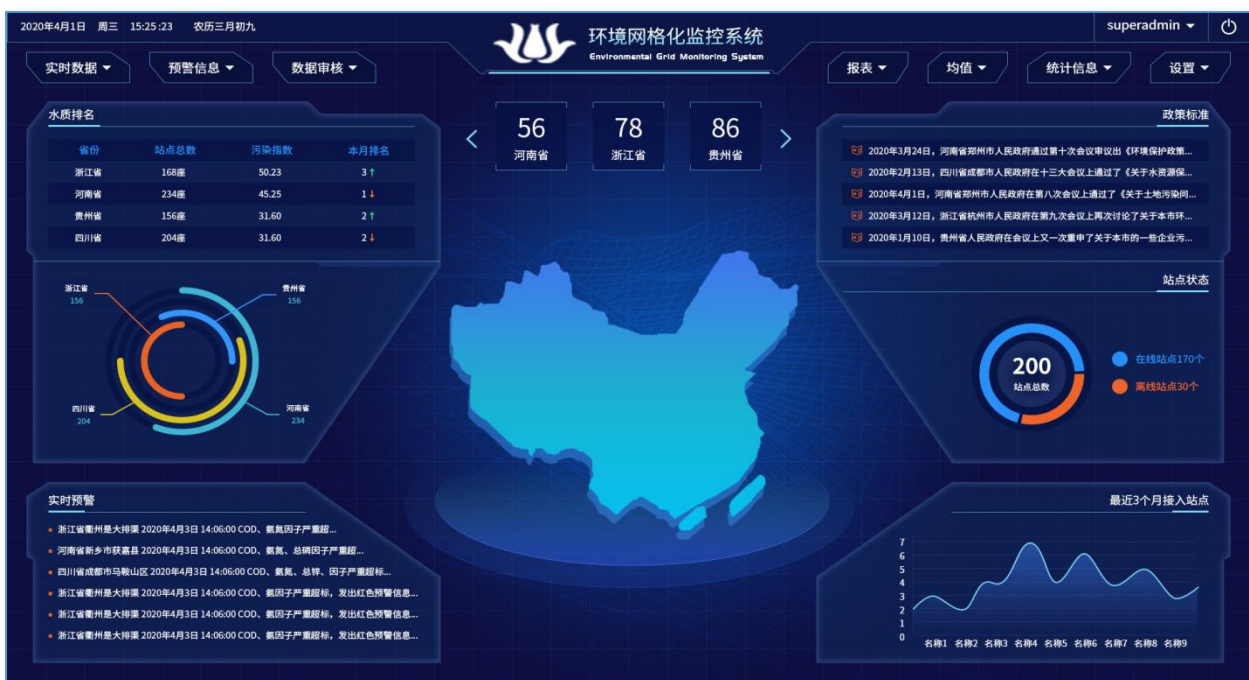 2020年4月1日 周三 15:25:23 农历三月初九
环境网格化监控系统
Environmental Grid Monitoring System
superadmin
实时数据 预警信息 数据审核
报表 均值 统计信息 设置
水质排名
省份 站点总数 污染指数 本月排名
浙江省 168座 50.23 3↑
河南省 234座 45.25 1↓
贵州省 156座 31.60 2↑
四川省 204座 31.60 2↓
56 78 86
河南省 浙江省 贵州省
政策标准
2020年3月24日，河南省郑州市人民政府通过第十次会议审议出《环境保护政策...
2020年2月13日，四川省成都市人民政府在十三大会议上通过了《关于水资源保...
2020年4月1日，河南省郑州市人民政府在第八次会议上通过了《关于土地污染问...
2020年3月12日，浙江省杭州市人民政府在第九次会议上再次讨论了关于本市环...
2020年1月10日，贵州省人民政府在会议上又一次重申了关于本市的一些企业污...
浙江省
156
贵州省
156
四川省
204
河南省
234
站点状态
200
站点总数
在线站点170个
离线站点30个
实时预警
浙江省衢州是大排渠 2020年4月3日 14:06:00 COD、氨氮因子严重超...
河南省新乡市获嘉县 2020年4月3日 14:06:00 COD、氨氮、总磷因子严重超...
四川省成都市马鞍山区 2020年4月3日 14:06:00 COD、氨氮、总锌、因子严重超标...
浙江省衢州是大排渠 2020年4月3日 14:06:00 COD、氨因子严重超标，发出红色预警信息...
浙江省衢州是大排渠 2020年4月3日 14:06:00 COD、氨因子严重超标，发出红色预警信息...
浙江省衢州是大排渠 2020年4月3日 14:06:00 COD、氨因子严重超标，发出红色预警信息...
最近3个月接入站点
7
6
5
4
3
2
1
0
名称1 名称2 名称3 名称4 名称5 名称6 名称7 名称8 名称9